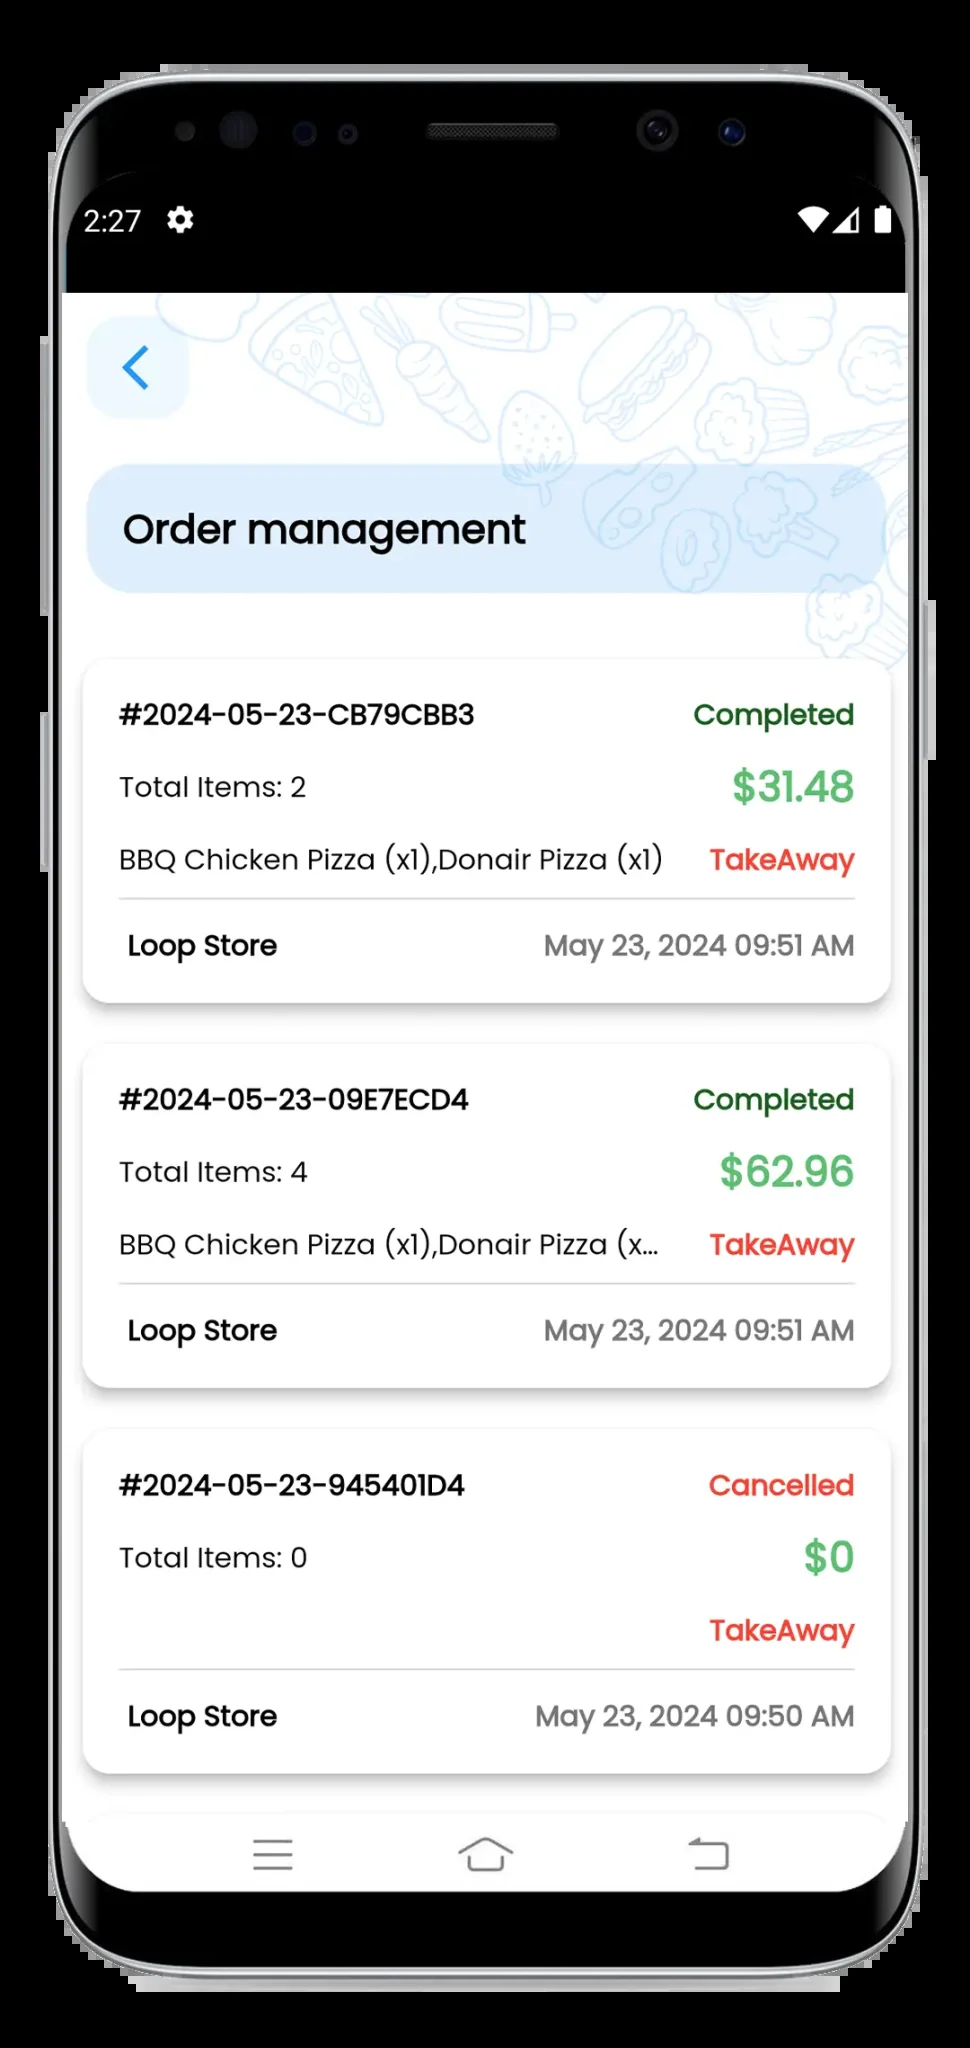 2:27
Order management
#2024-05-23-CB79CBB3 Completed
Total Items: 2 $31.48
BBQ Chicken Pizza (x1),Donair Pizza (x1) TakeAway
Loop Store May 23, 2024 09:51 AM
#2024-05-23-09E7ECD4 Completed
Total Items: 4 $62.96
BBQ Chicken Pizza (x1),Donair Pizza (x... TakeAway
Loop Store May 23, 2024 09:51 AM
#2024-05-23-945401D4 Cancelled
Total Items: 0 $0
TakeAway
Loop Store May 23, 2024 09:50 AM